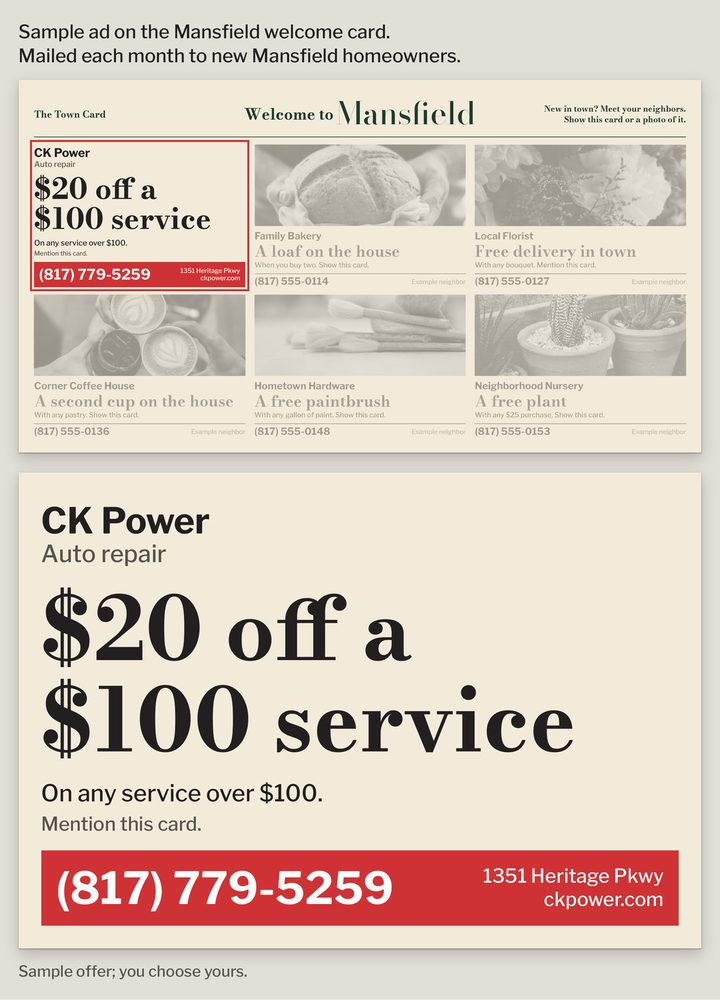 Sample ad on the Mansfield welcome card.
Mailed each month to new Mansfield homeowners.
The Town Card
Welcome to Mansfield
New in town? Meet your neighbors.
Show this card or a photo of it.
CK Power
Auto repair
$20 off a
$100 service
On any service over $100.
Mention this card.
(817) 779-5259
1351 Heritage Pkwy
ckpower.com
Family Bakery
A loaf on the house
When you buy two. Show this card.
(817) 555-0114
Example neighbor
Local Florist
Free delivery in town
With any bouquet. Mention this card.
(817) 555-0127
Example neighbor
Corner Coffee House
A second cup on the house
With any pastry. Show this card.
(817) 555-0136
Example neighbor
Hometown Hardware
A free paintbrush
With any gallon of paint. Show this card.
(817) 555-0148
Example neighbor
Neighborhood Nursery
A free plant
With any $25 purchase. Show this card.
(817) 555-0153
Example neighbor
CK Power
Auto repair
$20 off a
$100 service
On any service over $100.
Mention this card.
(817) 779-5259
1351 Heritage Pkwy
ckpower.com
Sample offer; you choose yours.